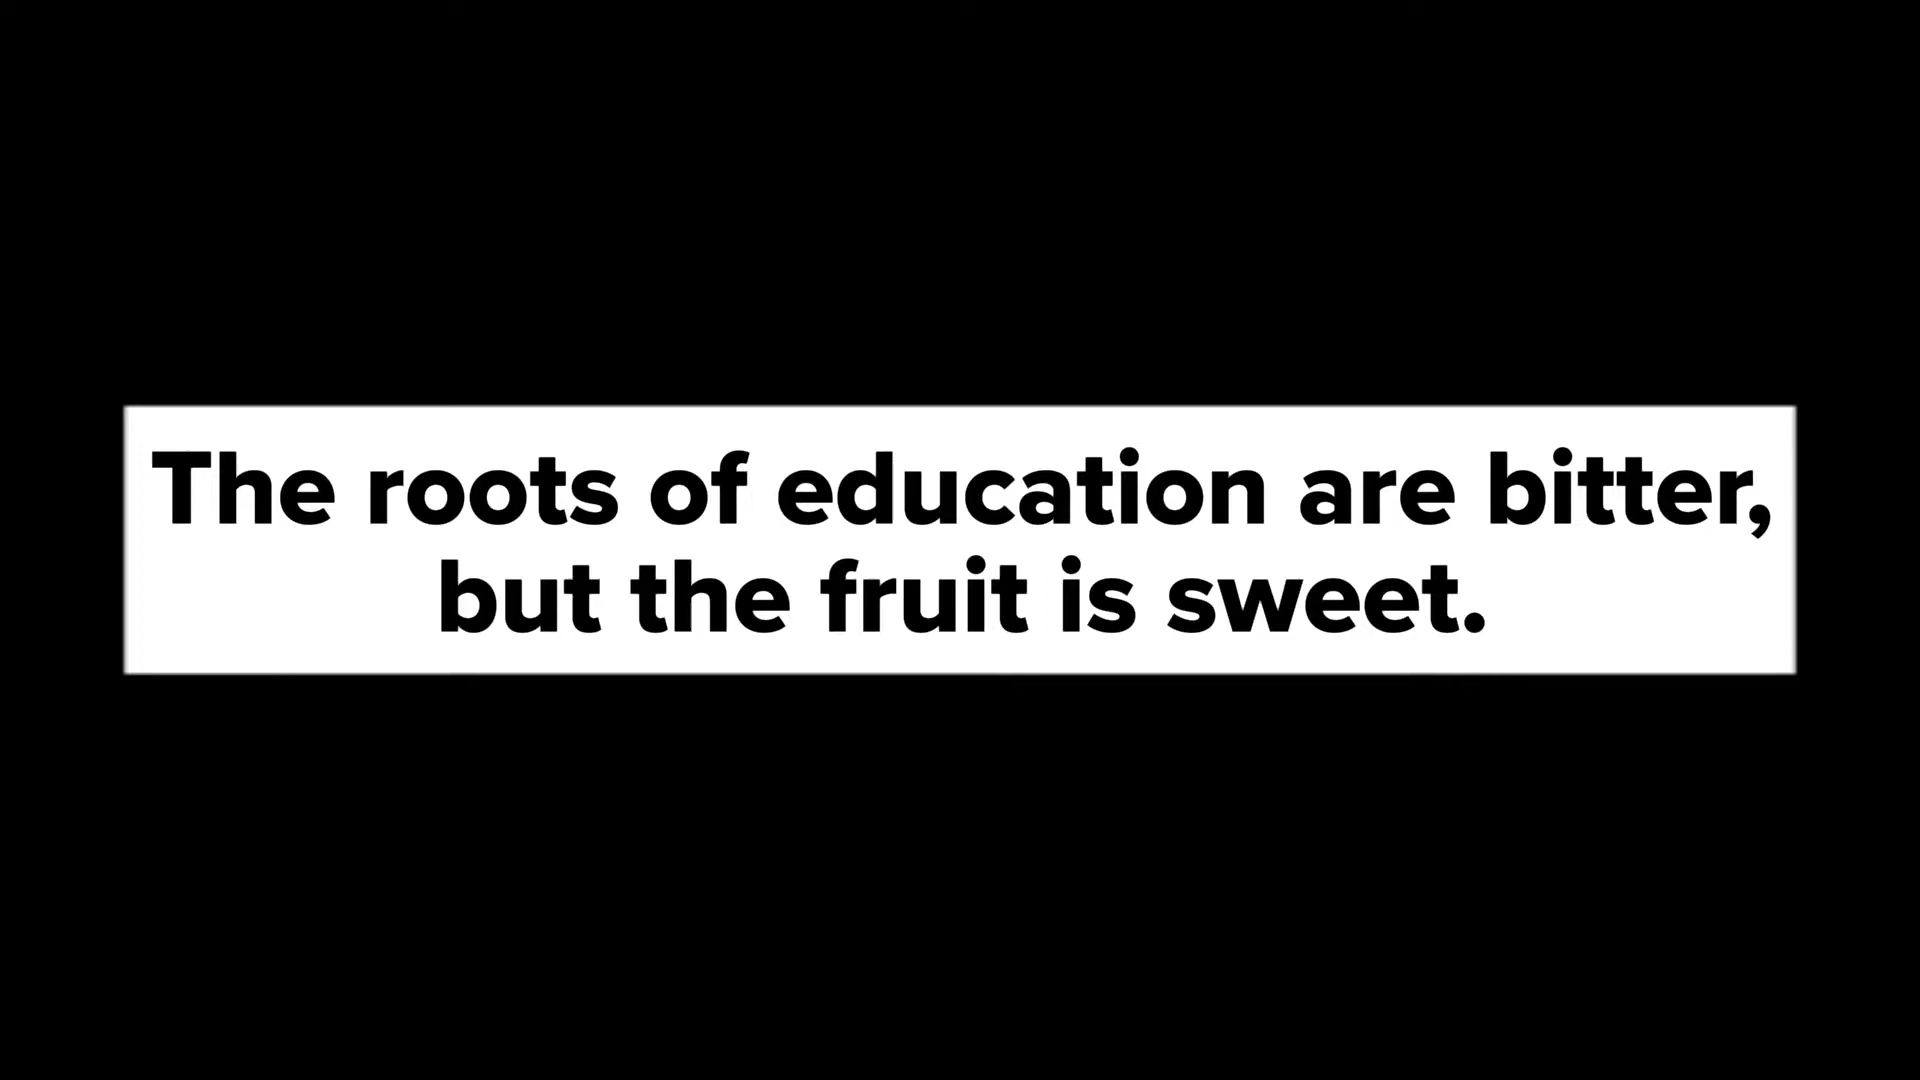 The roots of education are bitter,
but the fruit is sweet.